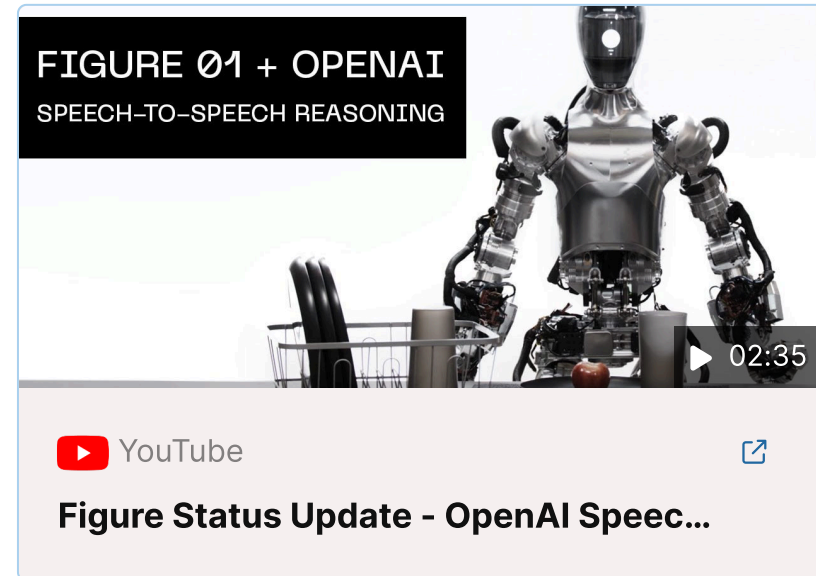 FIGURE 01 + OPENAI
SPEECH-TO-SPEECH REASONING
02:35
YouTube
Figure Status Update - OpenAI Speec...